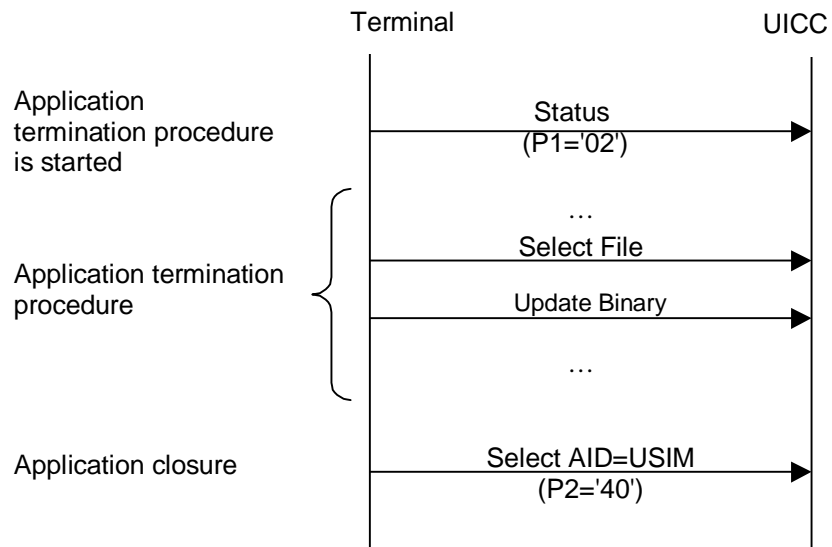 Terminal
UICC
Application
termination procedure
is started
Status
(P1='02')
…
Select File
Application termination
procedure
Update Binary
…
Application closure
Select AID=USIM
(P2='40')